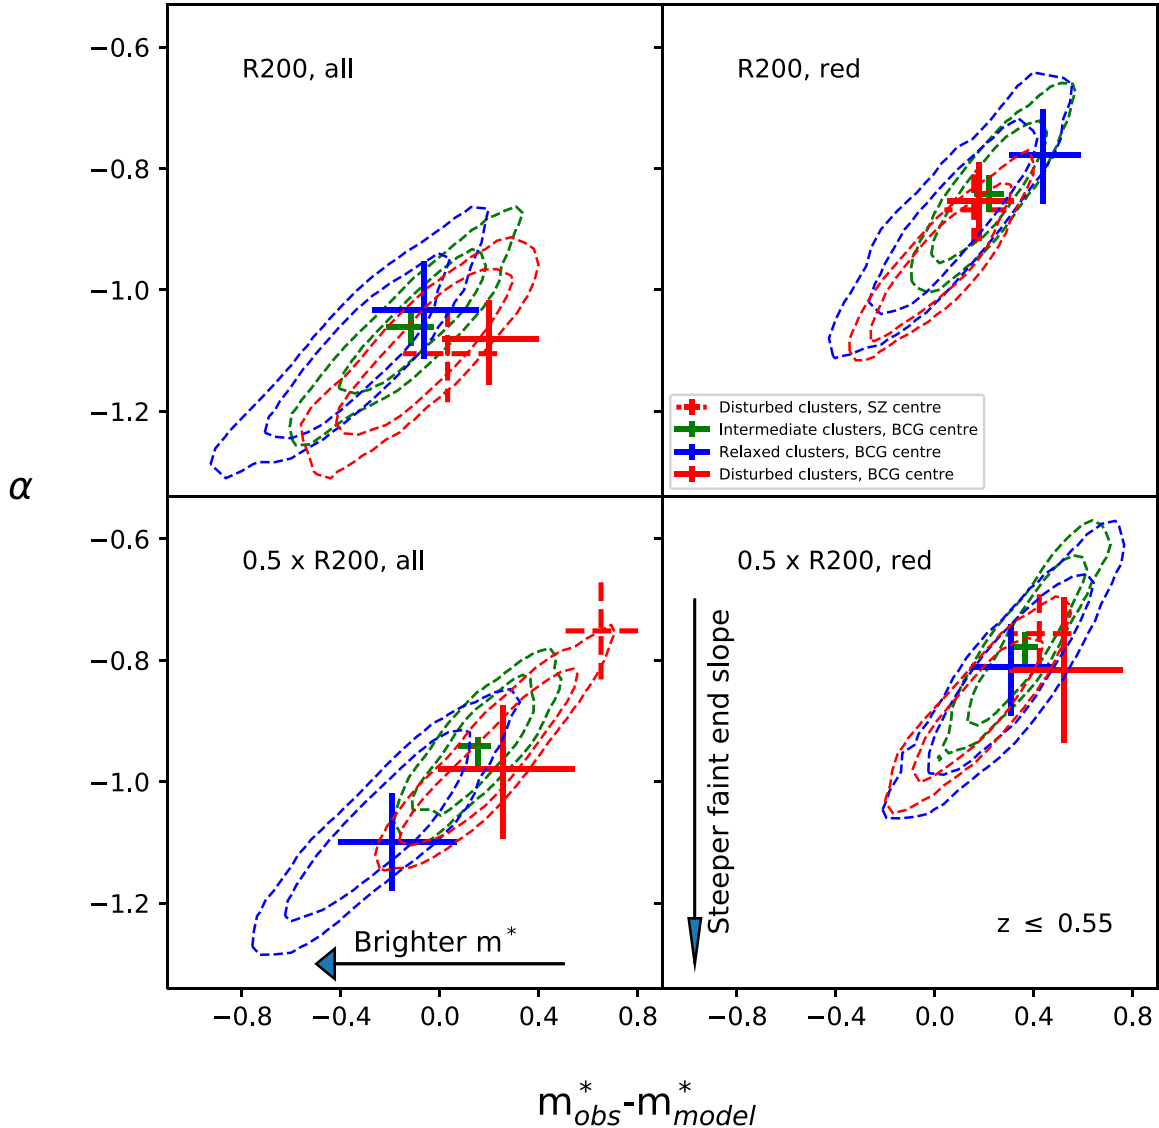 R200, all
R200, red
−0.6
−0.8
−1.0
−1.2
Disturbed clusters, SZ centre
Intermediate clusters, BCG centre
Relaxed clusters, BCG centre
Disturbed clusters, BCG centre
α
0.5 x R200, all
0.5 x R200, red
−0.6
−0.8
−1.0
−1.2
Steeper faint end slope
Brighter m*
z ≤ 0.55
−0.8 −0.4 0.0 0.4 0.8
−0.8 −0.4 0.0 0.4 0.8
m*obs-m*model